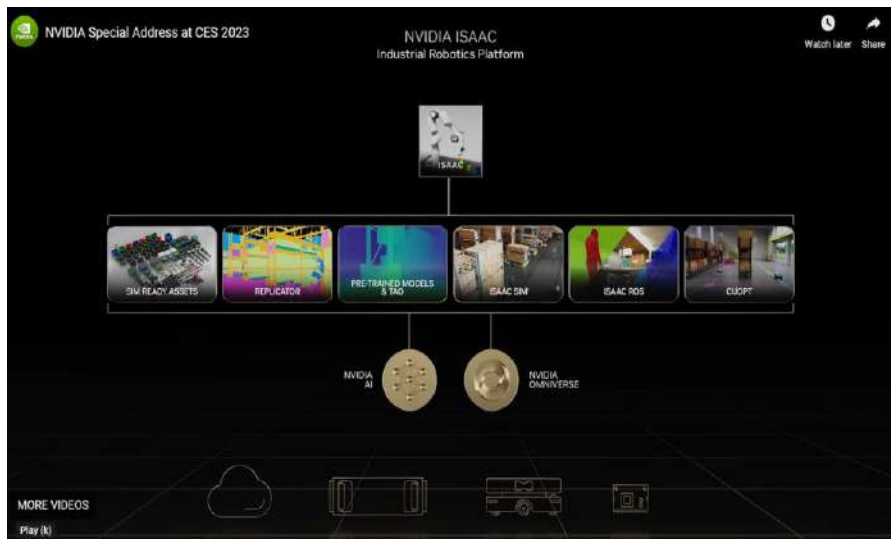 NVIDIA Special Address at CES 2023
NVIDIA ISAAC
Industrial Robotics Platform
Watch later
Share
ISAAC
SIM READY ASSETS
REPLICATOR
PRE-TRAINED MODELS
& TAO
ISAAC SIM
ISAAC ROS
CUOPT
NVIDIA
AI
NVIDIA
OMNIVERSE
MORE VIDEOS
Play (k)